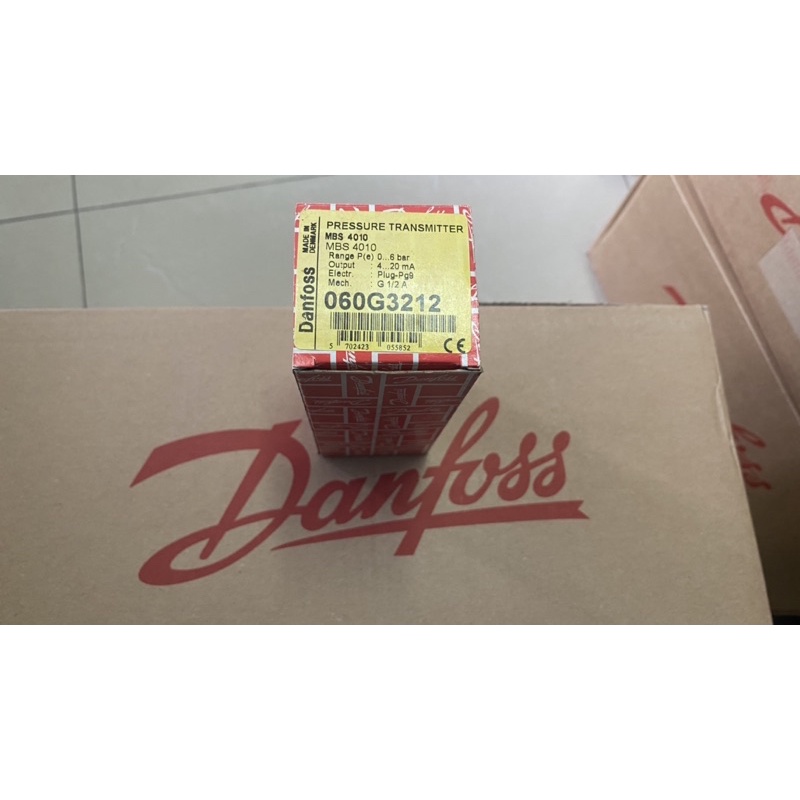 PRESSURE TRANSMITTER
MBS 4010
MBS 4010
Range P(e) 0...6 bar
Output : 4...20 mA
Electr. : Plug-Pg9
Mech. : G 1/2 A
060G3212
5 702423 055852
CE
Danfoss
MADE IN
DENMARK
Danfoss